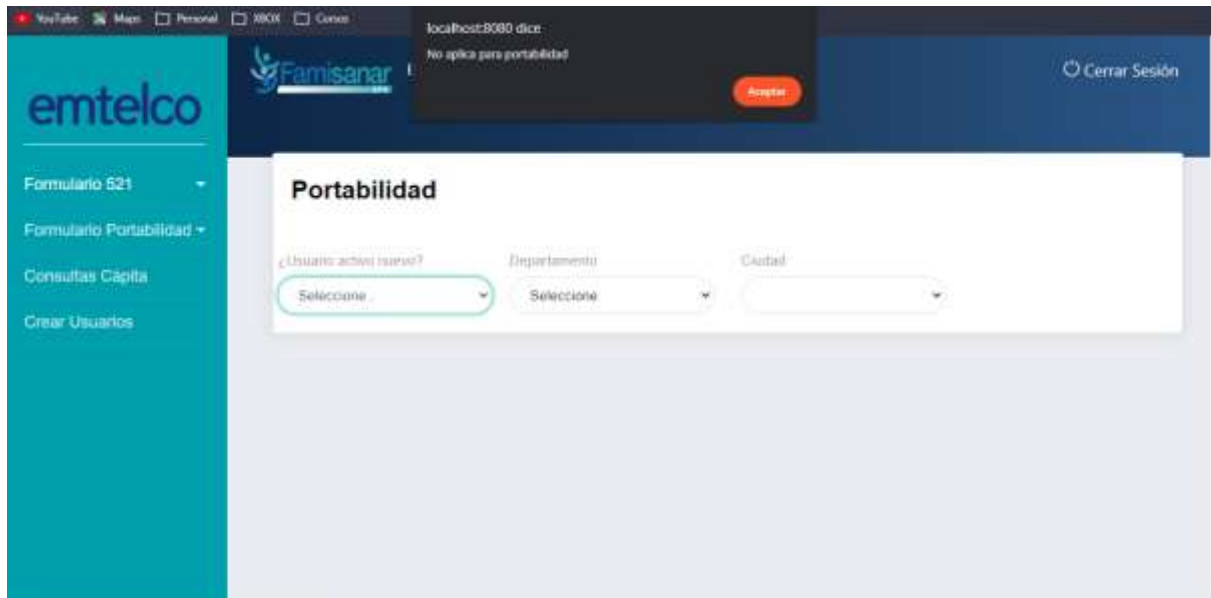 YouTube Maps Personal XBOX Cursos
localhost:8080 dice
No aplica para portabilidad
Aceptar
Famisanar
EPS
Cerrar Sesión
emtelco
Formulario 521
Formulario Portabilidad
Consultas Cápita
Crear Usuarios
Portabilidad
¿Usuario activo nuevo? Departamento Ciudad
Seleccione.. Seleccione